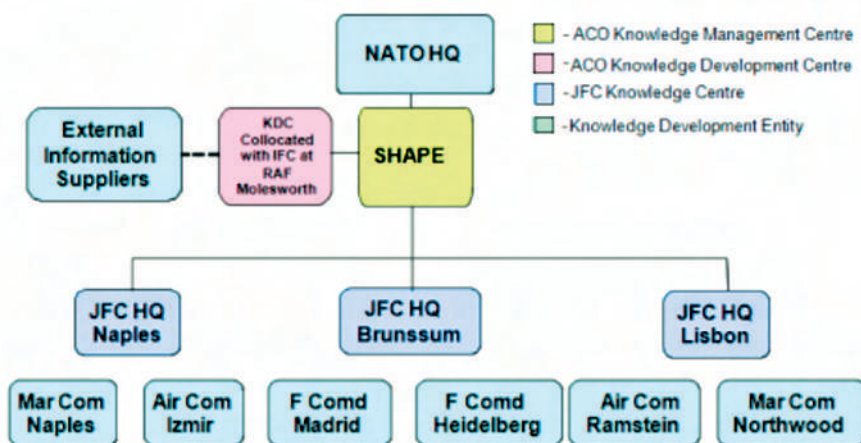 NATO HQ
- ACO Knowledge Management Centre
-ACO Knowledge Development Centre
-JFC Knowledge Centre
-Knowledge Development Entity
External
Information
Suppliers
KDC
Collocated
with IFC at
RAF
Molesworth
SHAPE
JFC HQ
Naples
JFC HQ
Brunssum
JFC HQ
Lisbon
Mar Com
Naples
Air Com
Izmir
F Comd
Madrid
F Comd
Heidelberg
Air Com
Ramstein
Mar Com
Northwood